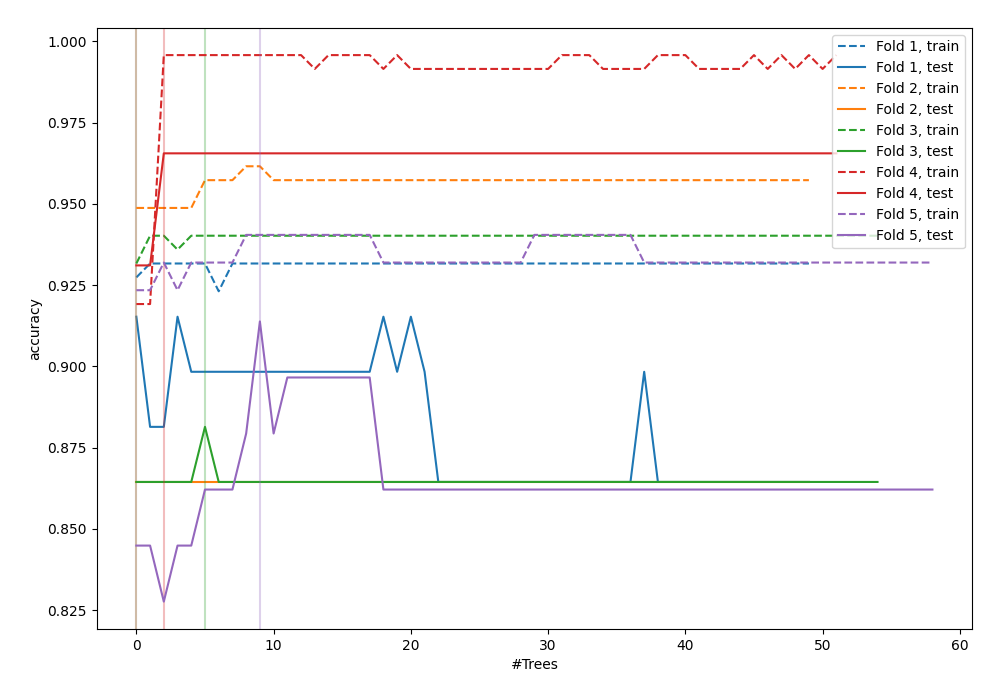 1.000
0.975
0.950
0.925
0.900
0.875
0.850
0.825
accuracy
0
10
20
30
40
50
60
#Trees
Fold 1, train
Fold 1, test
Fold 2, train
Fold 2, test
Fold 3, train
Fold 3, test
Fold 4, train
Fold 4, test
Fold 5, train
Fold 5, test